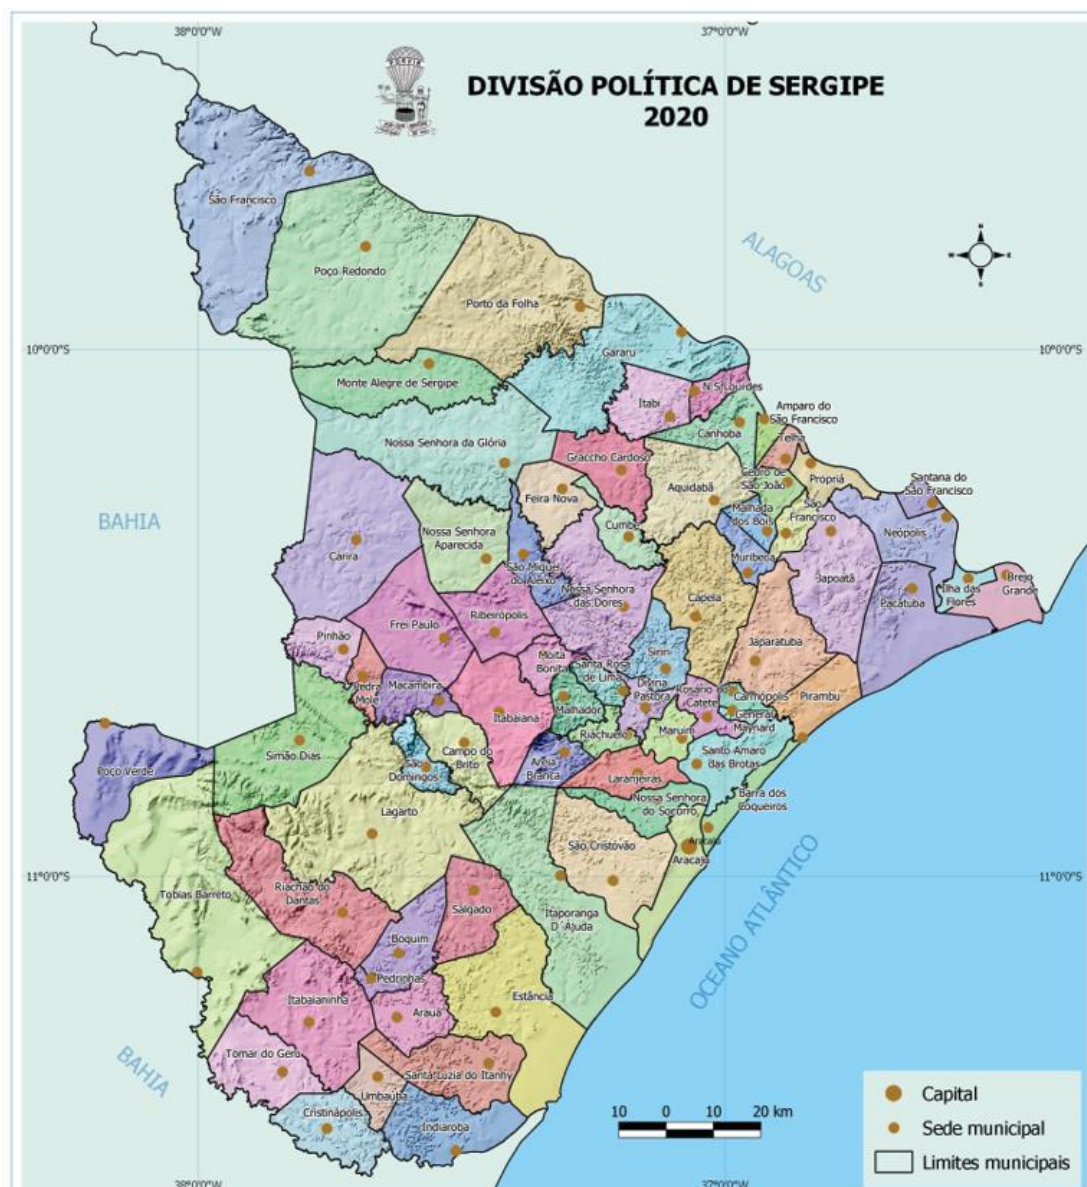 38°0'0"W
37°0'0"W
DIVISÃO POLÍTICA DE SERGIPE
2020
São Francisco
Poço Redondo
ALAGOAS
Porto da Folha
10°0'0"S
10°0'0"S
Gararu
Monte Alegre de Sergipe
N.S.Lourdes
Itabi
Amparo do
São Francisco
Canhoba
Telha
Nossa Senhora da Glória
Graccho Cardoso
Cedro de
São João
Propriá
Aquidabã
Santana do
São Francisco
Feira Nova
Malhada
dos Bois
São
Francisco
BAHIA
Nossa Senhora
Aparecida
Cumbe
Neópolis
Carira
São Miguel
do Aleixo
Muribeca
Japoatã
Ilha das
Flores
Brejo
Grande
Nossa Senhora
das Dores
Capela
Pacatuba
Frei Paulo
Ribeirópolis
Pinhão
Japaratuba
Moita
Bonita
Siriri
Santa Rosa
de Lima
Pedra
Mole
Macambira
Divina
Pastora
Rosário do
Catete
Carmópolis
Pirambu
Malhador
Itabaiana
General
Maynard
Riachuelo
Maruim
Simão Dias
Campo do
Brito
Santo Amaro
das Brotas
Poço Verde
São
Domingos
Areia
Branca
Laranjeiras
Barra dos
Coqueiros
Nossa Senhora
do Socorro
Lagarto
São Cristovão
Aracaju
Aracaju
11°0'0"S
11°0'0"S
Tobias Barreto
Riachão do
Dantas
Salgado
Itaporanga
D´Ajuda
OCEANO ATLÂNTICO
Boquim
Pedrinhas
Itabaianinha
Arauá
Estância
Tomar do Geru
BAHIA
Santa Luzia do Itanhy
Umbaúba
Cristinápolis
Indiaroba
10 0 10 20 km
Capital
Sede municipal
Limites municipais
38°0'0"W
37°0'0"W